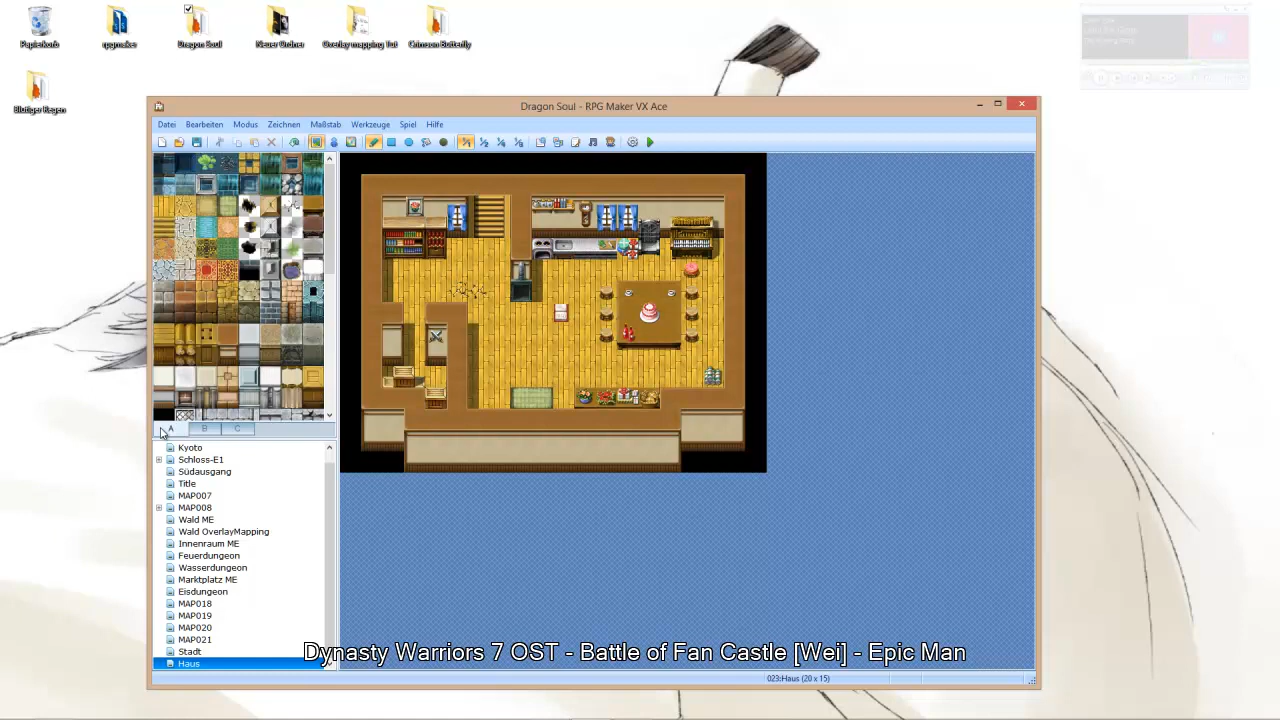 Papierkorb
rpgmaker
Dragon Soul
Neuer Ordner
Overlay mapping Tut
Crimson Butterfly
Blutiger Regen
Dragon Soul - RPG Maker VX Ace
Datei Bearbeiten Modus Zeichnen Maßstab Werkzeuge Spiel Hilfe
A B C
Kyoto
Schloss-E1
Südausgang
Title
MAP007
MAP008
Wald ME
Wald OverlayMapping
Innenraum ME
Feuerdungeon
Wasserdungeon
Marktplatz ME
Eisdungeon
MAP018
MAP019
MAP020
MAP021
Stadt
Haus
Dynasty Warriors 7 OST - Battle of Fan Castle [Wei] - Epic Man
023:Haus (20 x 15)